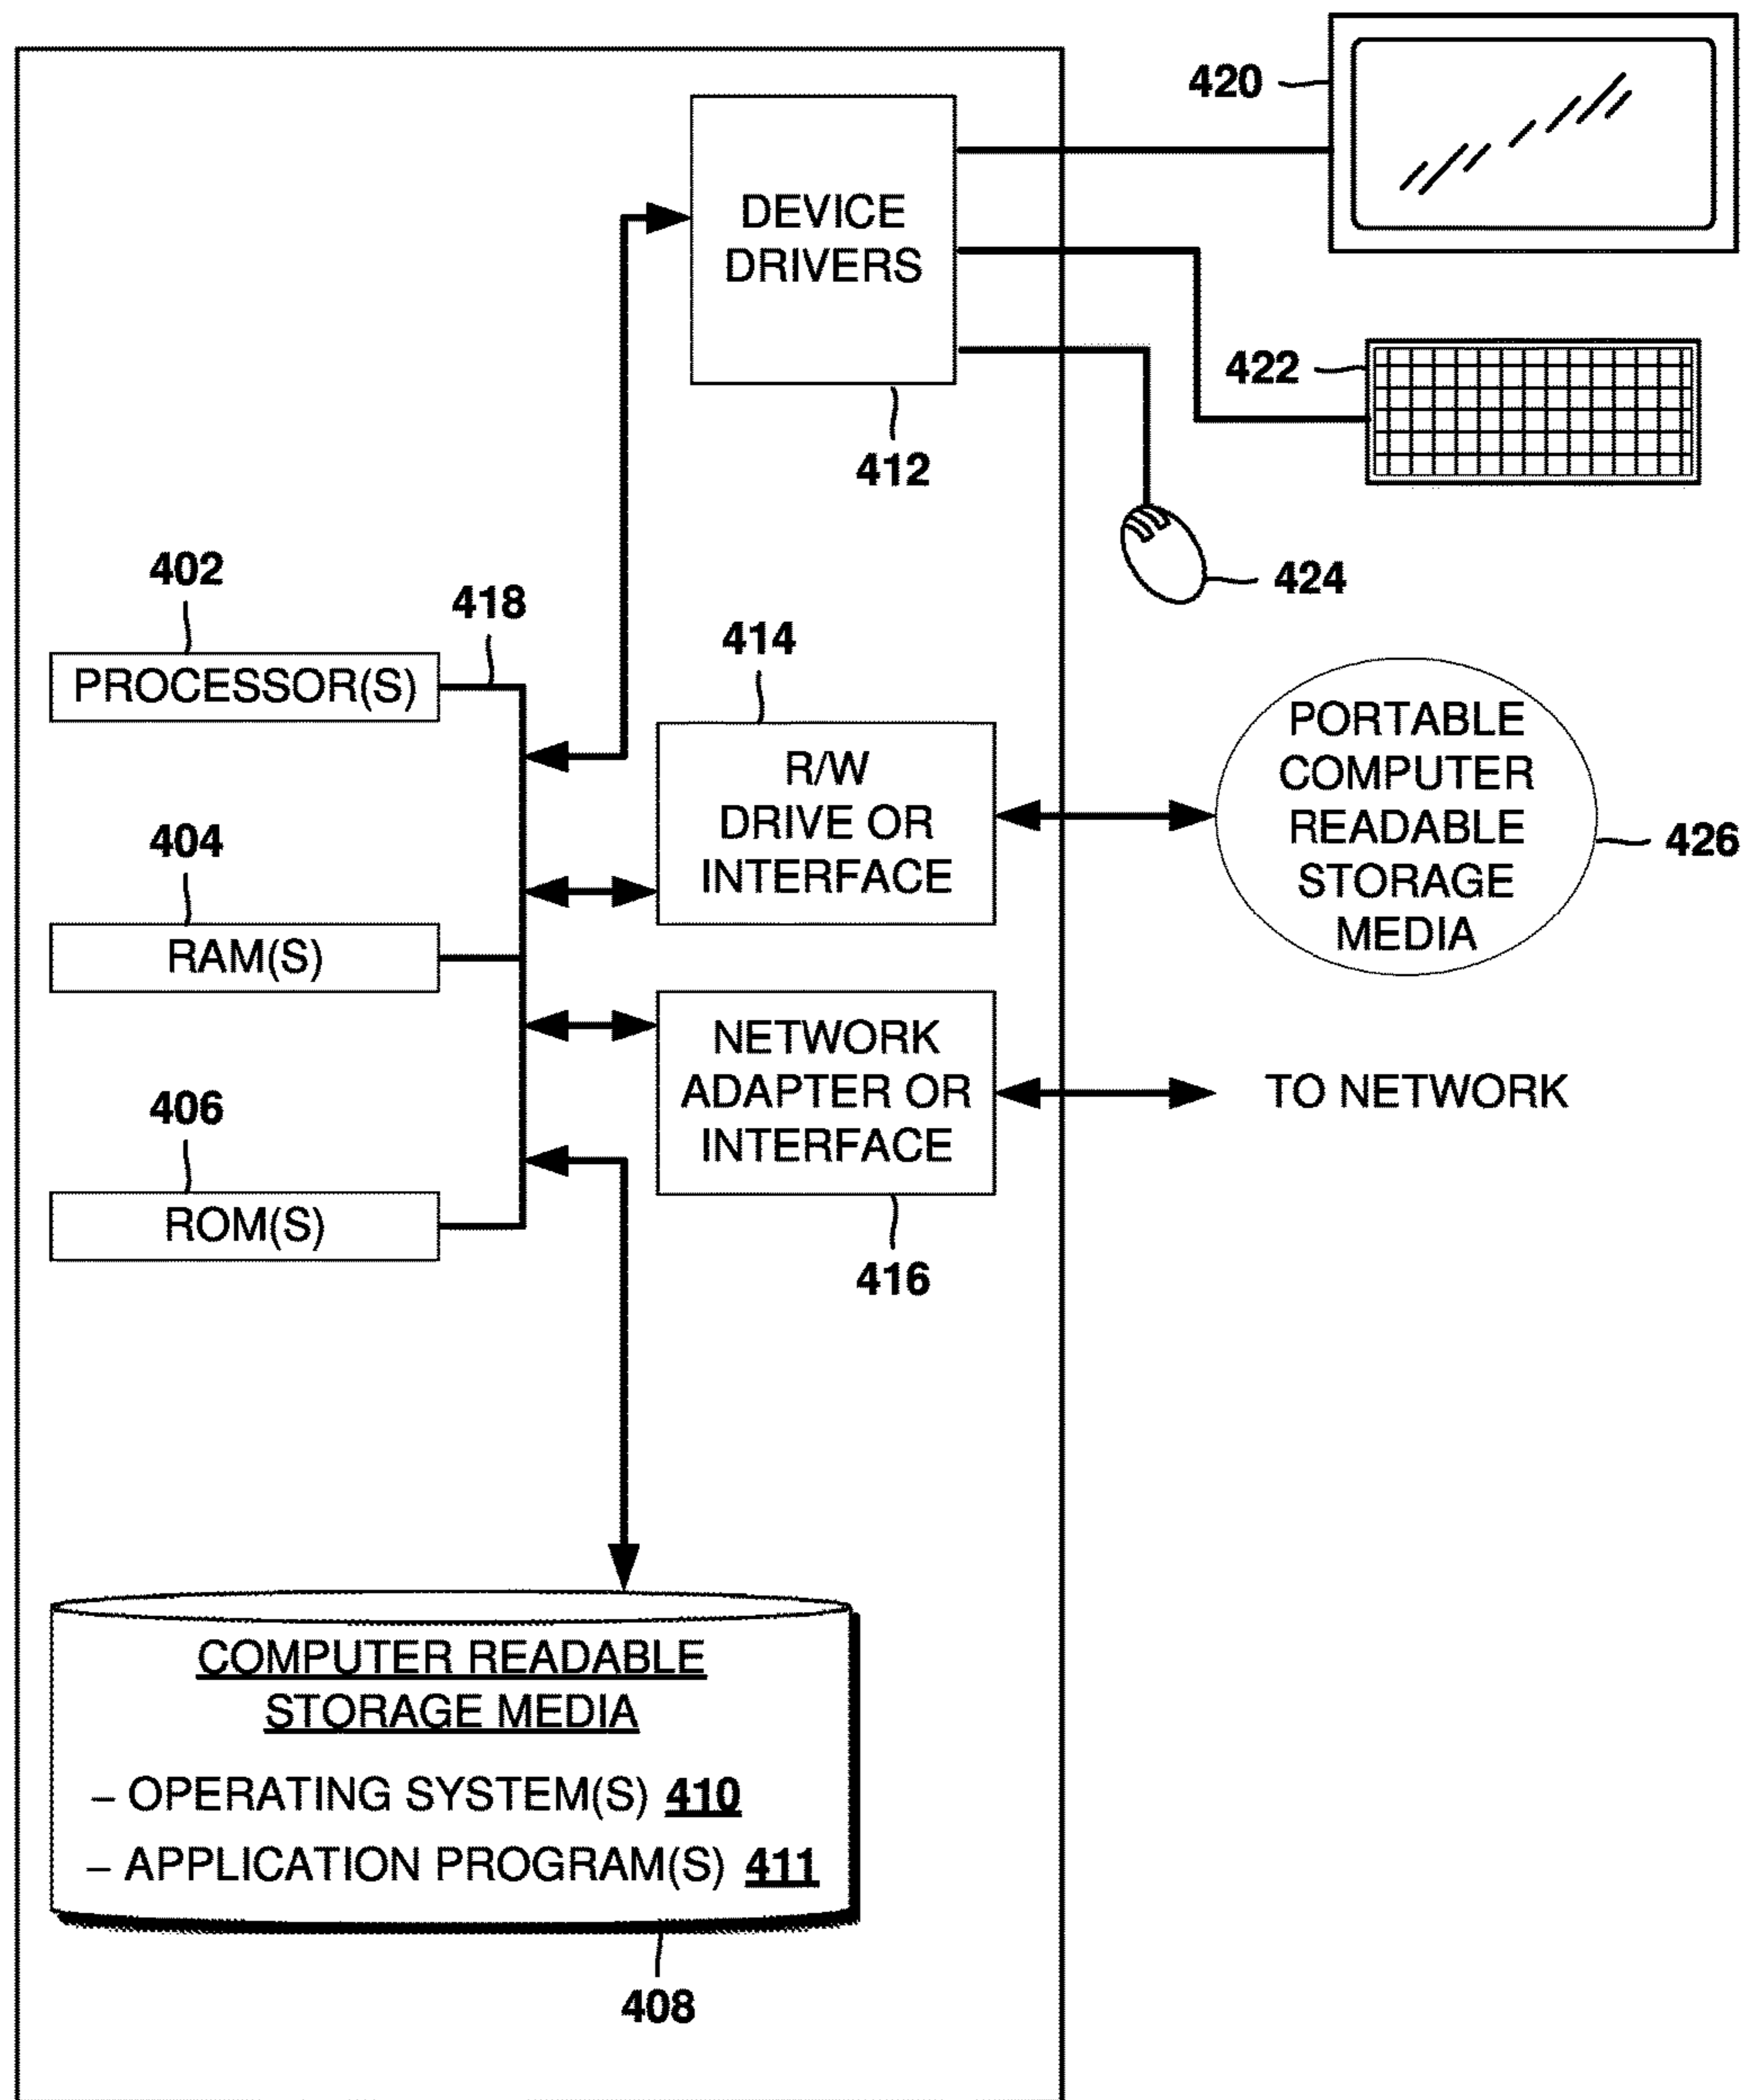 420
DEVICE
DRIVERS
422
412
424
402
418
414
PROCESSOR(S)
R/W
DRIVE OR
INTERFACE
PORTABLE
COMPUTER
READABLE
STORAGE
MEDIA
426
404
RAM(S)
NETWORK
ADAPTER OR
INTERFACE
TO NETWORK
406
ROM(S)
416
COMPUTER READABLE
STORAGE MEDIA
– OPERATING SYSTEM(S) 410
– APPLICATION PROGRAM(S) 411
408